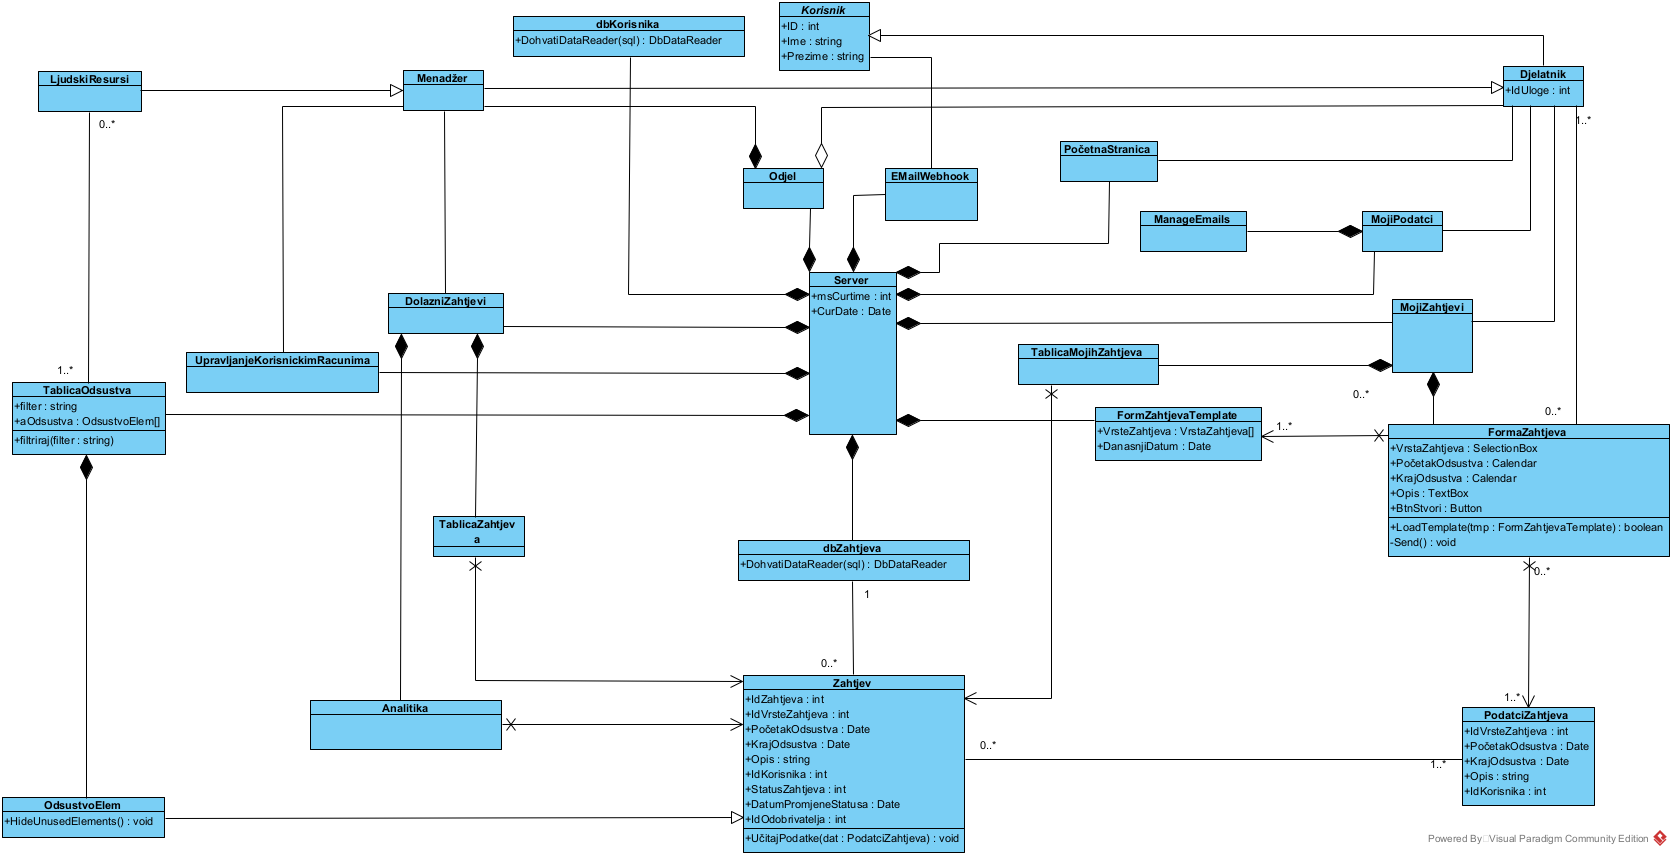 Korisnik
+ID : int
+Ime : string
+Prezime : string
dbKorisnika
+DohvatiDataReader(sql) : DbDataReader
LjudskiResursi
0..*
Menadžer
Djelatnik
+IdUloge : int
1..*
PočetnaStranica
Odjel
EMailWebhook
ManageEmails
MojiPodatci
Server
+msCurtime : int
+CurDate : Date
DolazniZahtjevi
MojiZahtjevi
0..*
UpravljanjeKorisnickimRacunima
TablicaMojihZahtjeva
1..*
TablicaOdsustva
+filter : string
+aOdsustva : OdsustvoElem[]
+filtriraj(filter : string)
FormZahtjevaTemplate
+VrsteZahtjeva : VrstaZahtjeva[]
+DanasnjiDatum : Date
1..*
0..*
FormaZahtjeva
+VrstaZahtjeva : SelectionBox
+PočetakOdsustva : Calendar
+KrajOdsustva : Calendar
+Opis : TextBox
+BtnStvori : Button
+LoadTemplate(tmp : FormZahtjevaTemplate) : boolean
-Send() : void
0..*
TablicaZahtjev
a
dbZahtjeva
+DohvatiDataReader(sql) : DbDataReader
1
0..*
Zahtjev
+IdZahtjeva : int
+IdVrsteZahtjeva : int
+PočetakOdsustva : Date
+KrajOdsustva : Date
+Opis : string
+IdKorisnika : int
+StatusZahtjeva : int
+DatumPromjeneStatusa : Date
+IdOdobrivatelja : int
+UčitajPodatke(dat : PodatciZahtjeva) : void
0..*
1..*
1..*
PodatciZahtjeva
+IdVrsteZahtjeva : int
+PočetakOdsustva : Date
+KrajOdsustva : Date
+Opis : string
+IdKorisnika : int
Analitika
OdsustvoElem
+HideUnusedElements() : void
Powered By Visual Paradigm Community Edition